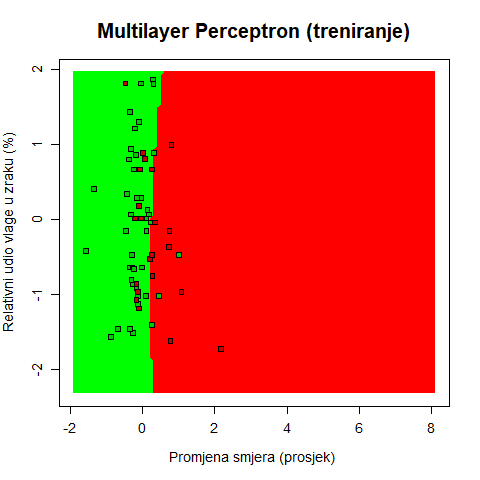 Multilayer Perceptron (treniranje)
Relativni udio vlage u zraku (%)
2
1
0
-1
-2
-2 0 2 4 6 8
Promjena smjera (prosjek)